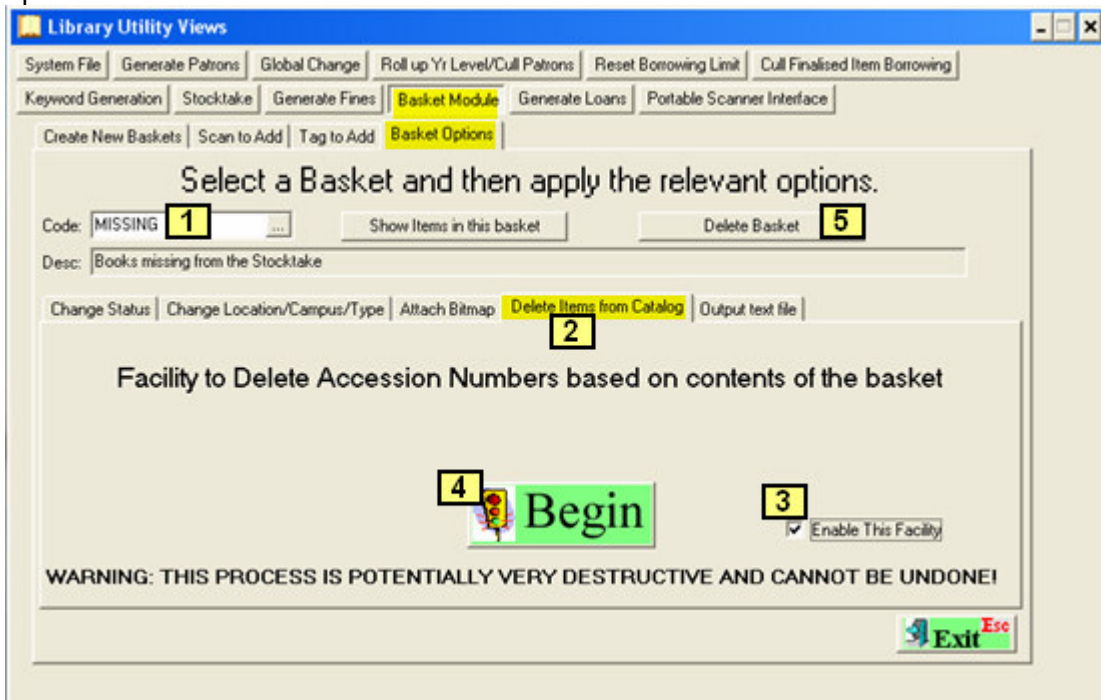 Library Utility Views
System File Generate Patrons Global Change Roll up Yr Level/Cull Patrons Reset Borrowing Limit Cull Finalised Item Borrowing
Keyword Generation Stocktake Generate Fines Basket Module Generate Loans Portable Scanner Interface
Create New Baskets Scan to Add Tag to Add Basket Options
Select a Basket and then apply the relevant options.
Code: MISSING 1 ... Show Items in this basket Delete Basket 5
Desc: Books missing from the Stocktake
Change Status Change Location/Campus/Type Attach Bitmap Delete Items from Catalog Output text file
2
Facility to Delete Accession Numbers based on contents of the basket
4 Begin 3
Enable This Facility
WARNING: THIS PROCESS IS POTENTIALLY VERY DESTRUCTIVE AND CANNOT BE UNDONE!
Exit Esc